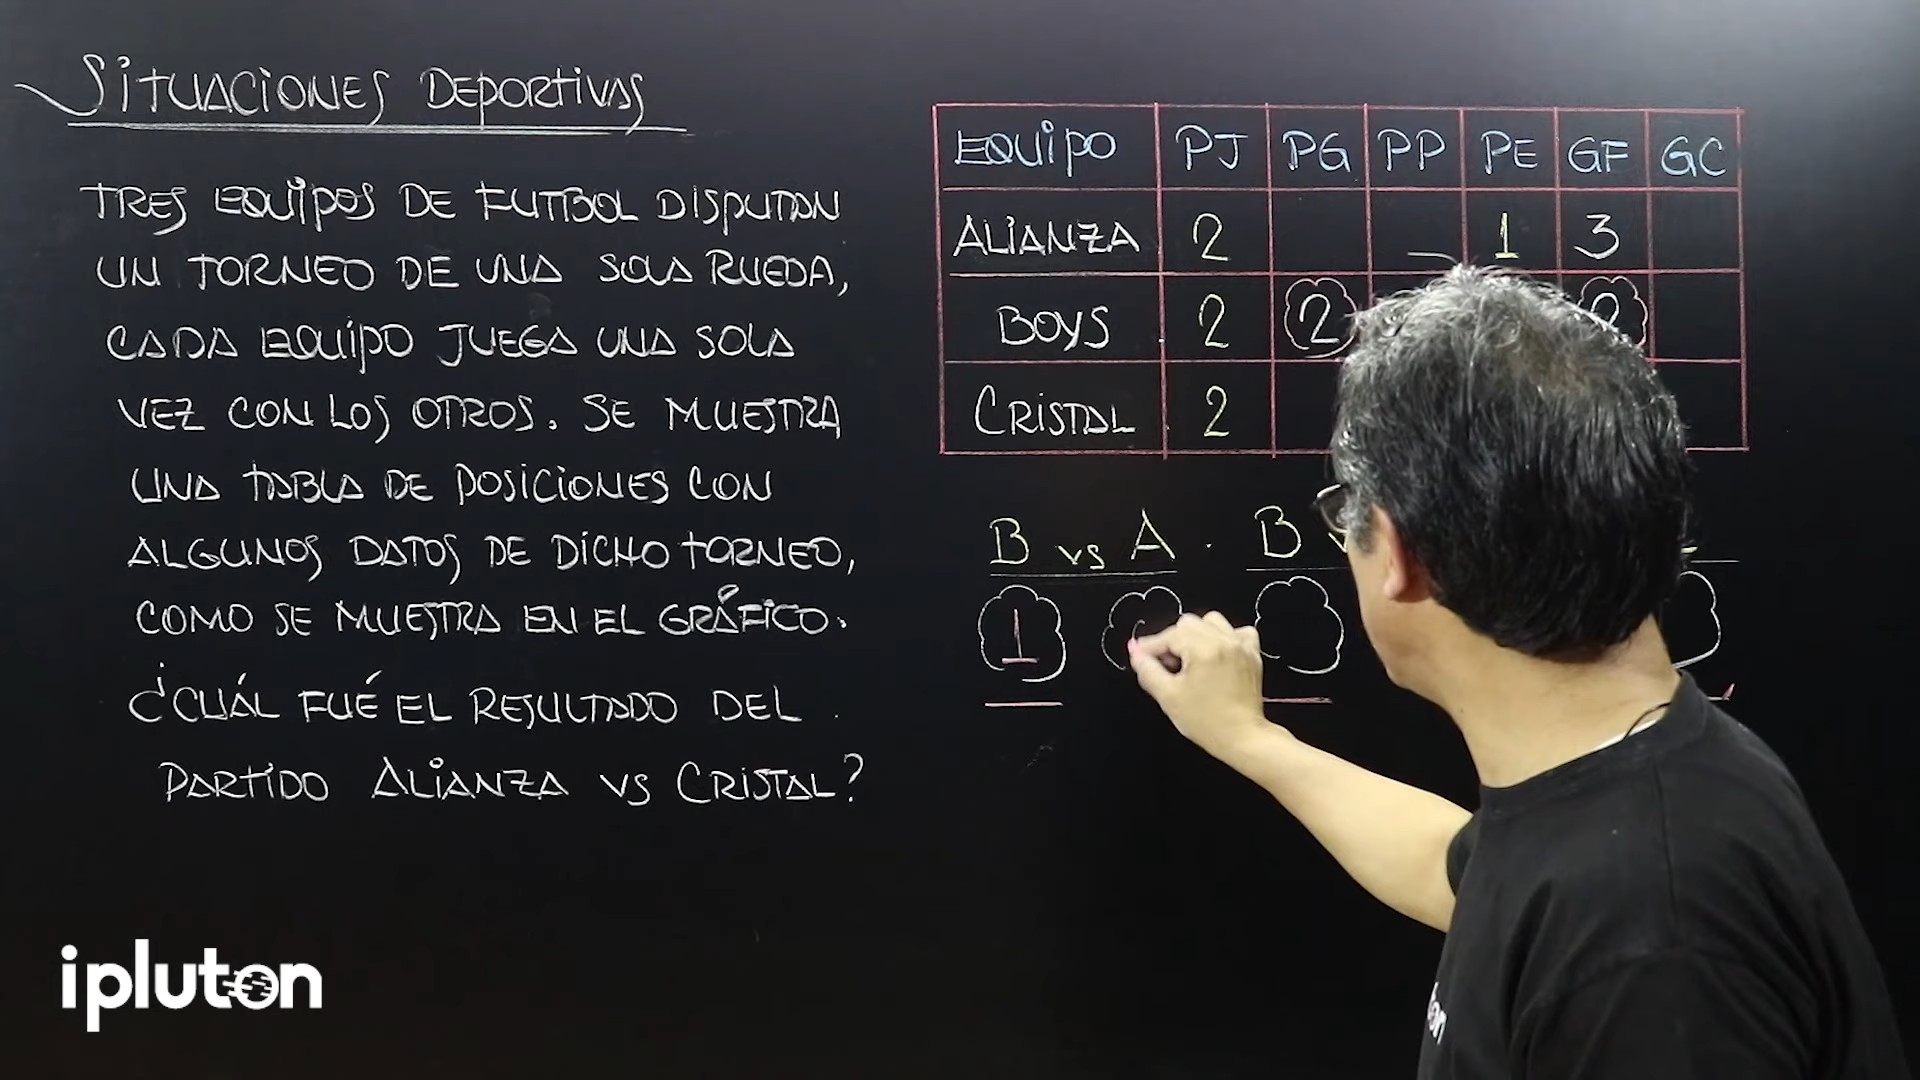 SITUACIONES DEPORTIVAS
TRES EQUIPOS DE FUTBOL DISPUTAN
UN TORNEO DE UNA SOLA RUEDA,
CADA EQUIPO JUEGA UNA SOLA
VEZ CON LOS OTROS. SE MUESTRA
UNA TABLA DE POSICIONES CON
ALGUNOS DATOS DE DICHO TORNEO,
COMO SE MUESTRA EN EL GRÁFICO.
¿CUÁL FUÉ EL RESULTADO DEL
PARTIDO ALIANZA VS CRISTAL?
EQUIPO PJ PG PP PE GF GC
ALIANZA 2 1 3
BOYS 2 2 2
CRISTAL 2
B vs A . B
1
ipluton